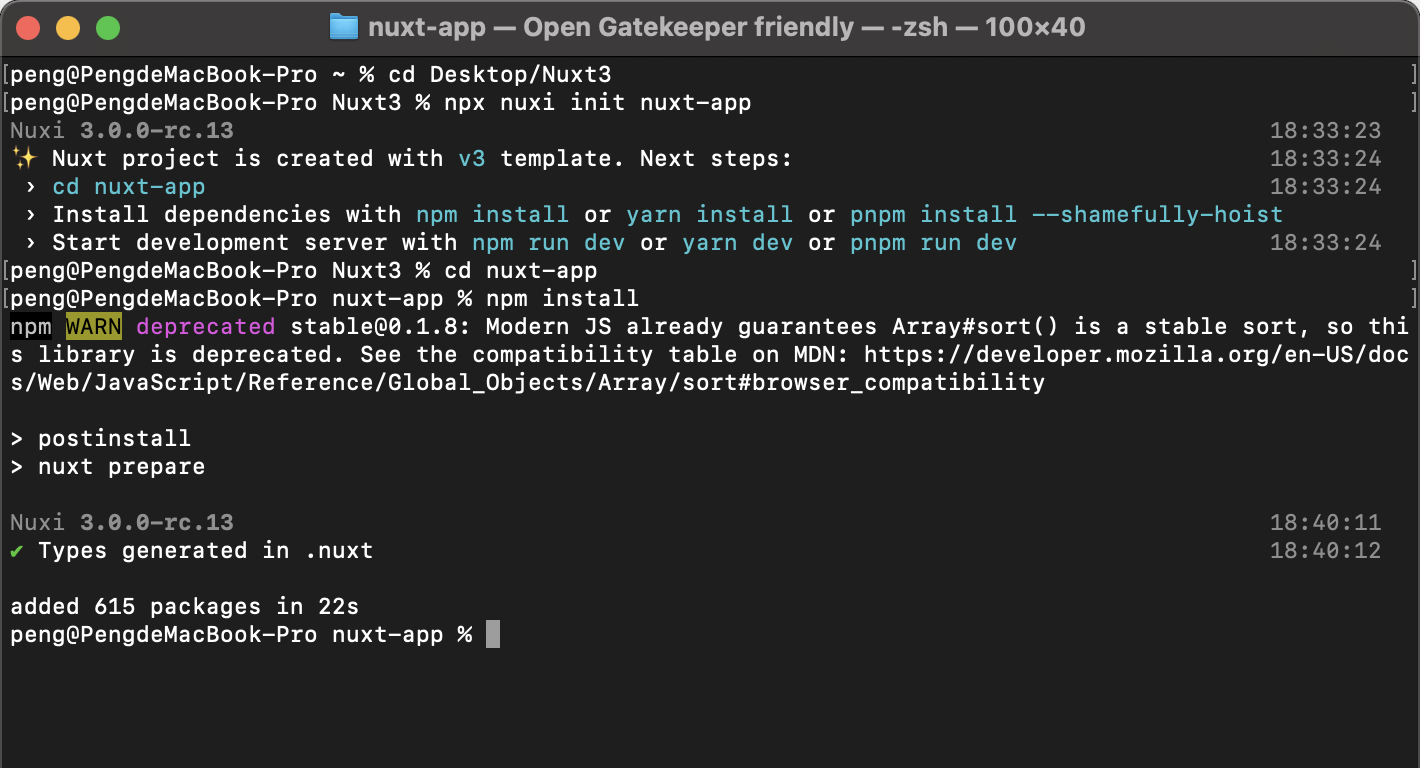 nuxt-app — Open Gatekeeper friendly — -zsh — 100×40
[peng@PengdeMacBook-Pro ~ % cd Desktop/Nuxt3 ]
[peng@PengdeMacBook-Pro Nuxt3 % npx nuxi init nuxt-app ]
Nuxi 3.0.0-rc.13 18:33:23
✨ Nuxt project is created with v3 template. Next steps: 18:33:24
› cd nuxt-app 18:33:24
› Install dependencies with npm install or yarn install or pnpm install --shamefully-hoist
› Start development server with npm run dev or yarn dev or pnpm run dev 18:33:24
[peng@PengdeMacBook-Pro Nuxt3 % cd nuxt-app ]
[peng@PengdeMacBook-Pro nuxt-app % npm install ]
npm WARN deprecated stable@0.1.8: Modern JS already guarantees Array#sort() is a stable sort, so thi
s library is deprecated. See the compatibility table on MDN: https://developer.mozilla.org/en-US/doc
s/Web/JavaScript/Reference/Global_Objects/Array/sort#browser_compatibility
> postinstall
> nuxt prepare
Nuxi 3.0.0-rc.13 18:40:11
✔ Types generated in .nuxt 18:40:12
added 615 packages in 22s
peng@PengdeMacBook-Pro nuxt-app %